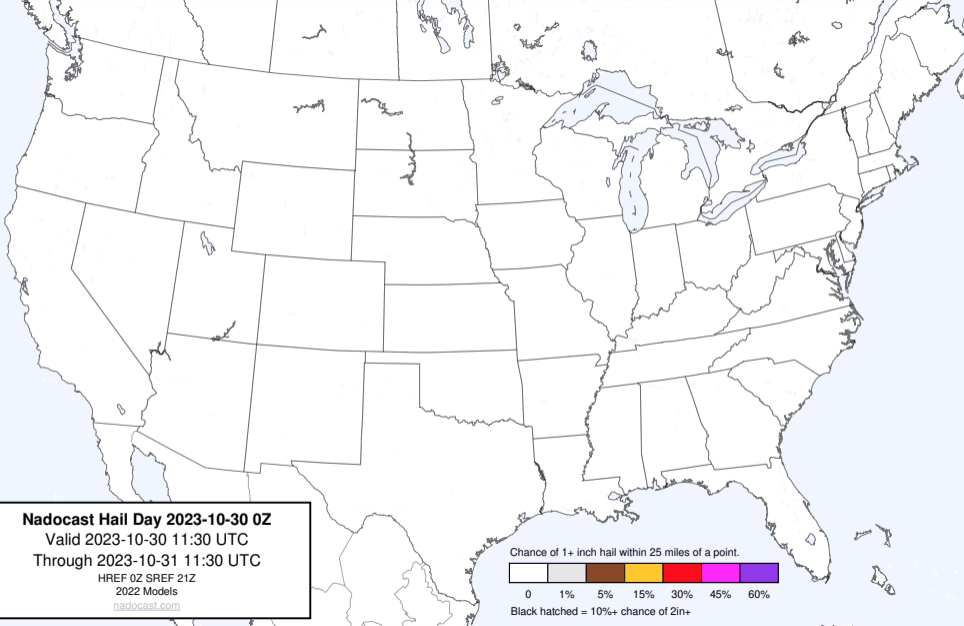 Nadocast Hail Day 2023-10-30 0Z
Valid 2023-10-30 11:30 UTC
Through 2023-10-31 11:30 UTC
HREF 0Z SREF 21Z
2022 Models
nadocast.com
Chance of 1+ inch hail within 25 miles of a point.
0 1% 5% 15% 30% 45% 60%
Black hatched = 10%+ chance of 2in+